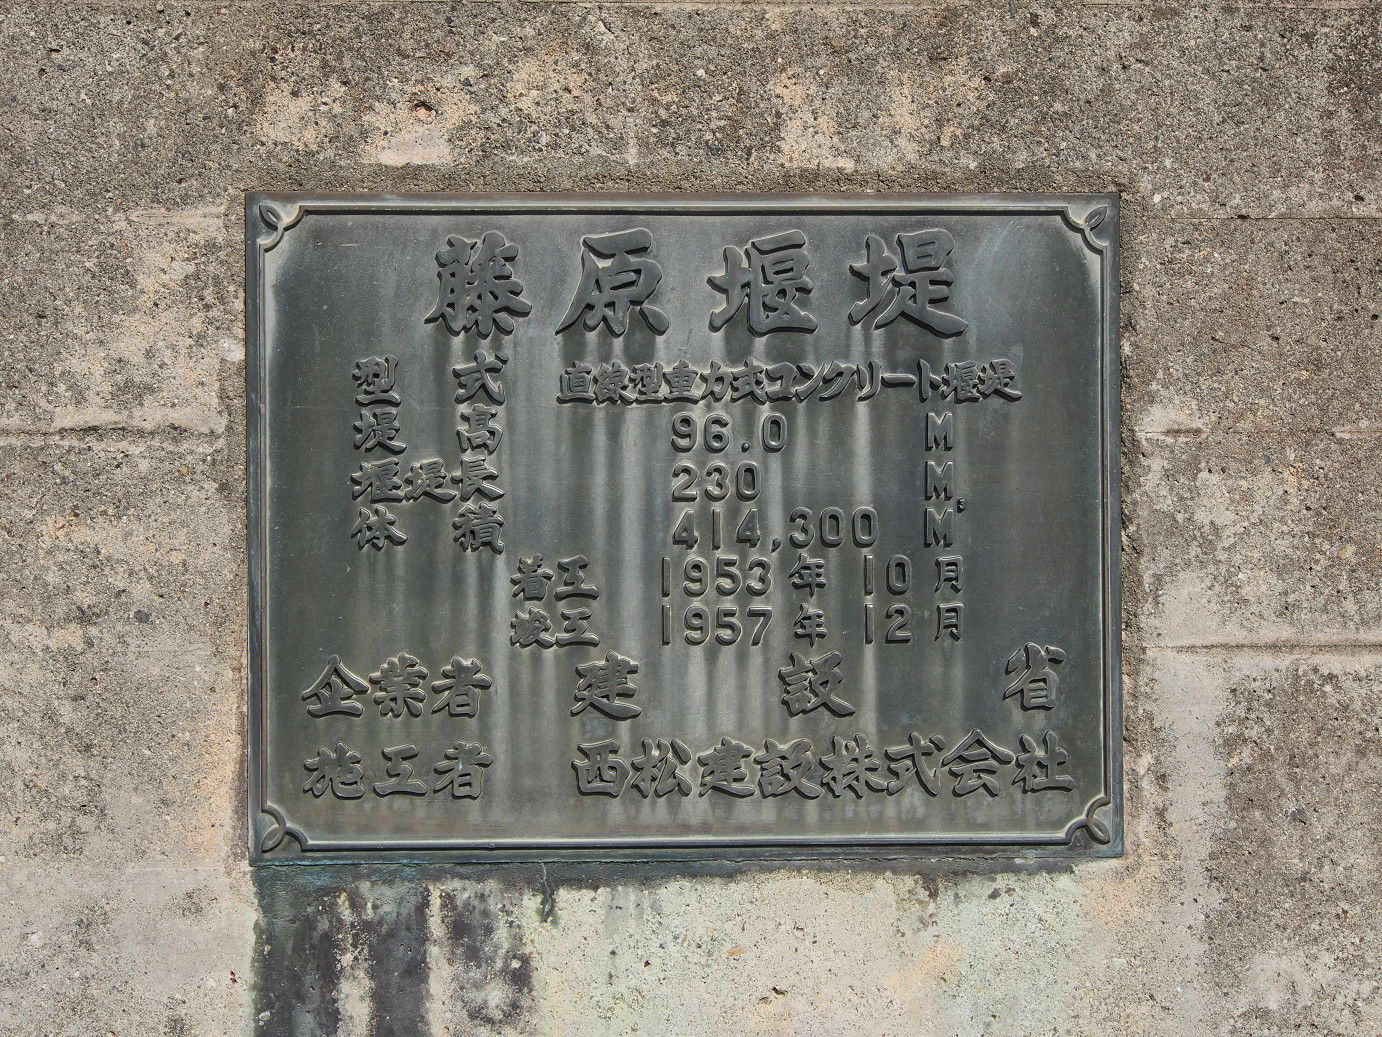 藤原堰堤
型式 直線型重力式コンクリート堰堤
堤高 96.0 M
堰堤長 230 M
体積 414,300 M³
着工 1953年 10月
竣工 1957年 12月
企業者 建設省
施工者 西松建設株式会社